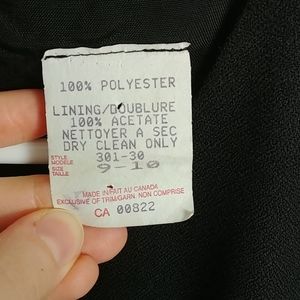 100% POLYESTER
LINING/DOUBLURE
100% ACETATE
NETTOYER A SEC
DRY CLEAN ONLY
STYLE MODELE 301-30
SIZE TAILLE 9-10
MADE IN/FAIT AU CANADA
EXCLUSIVE OF TRIM/GARN. NON COMPRISE
CA 00822